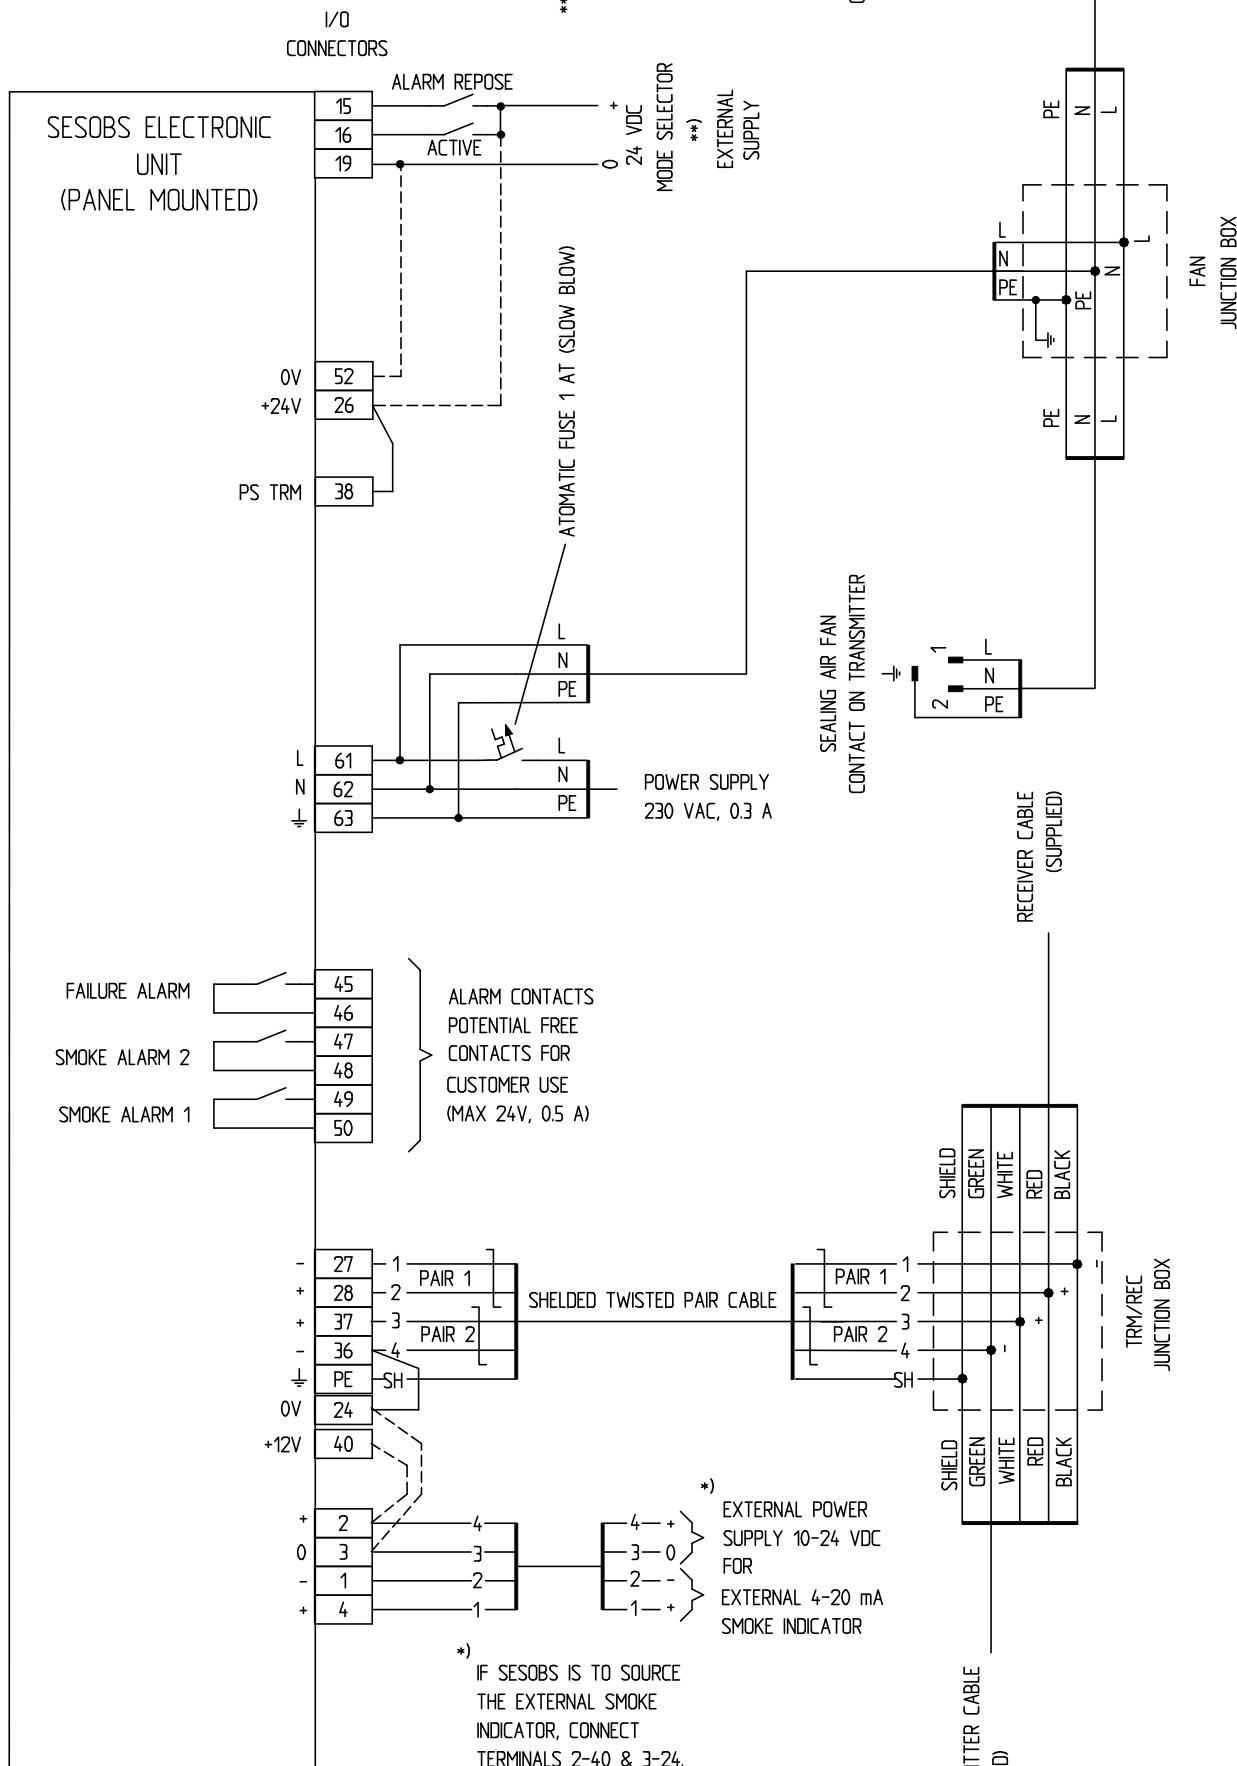 I/O
CONNECTORS
SESOBS ELECTRONIC
UNIT
(PANEL MOUNTED)
15
16
19
ALARM REPOSE
ACTIVE
+
0
24 VDC
MODE SELECTOR
**)
EXTERNAL
SUPPLY
**
PE
N
L
L
N
PE
L
N
PE
FAN
JUNCTION BOX
PE
N
L
0V
52
+24V
26
PS TRM
38
ATOMATIC FUSE 1 AT (SLOW BLOW)
L
N
PE
SEALING AIR FAN
CONTACT ON TRANSMITTER
1
2
L
N
PE
L
61
N
62
63
L
N
PE
POWER SUPPLY
230 VAC, 0.3 A
RECEIVER CABLE
(SUPPLIED)
FAILURE ALARM
SMOKE ALARM 2
SMOKE ALARM 1
45
46
47
48
49
50
ALARM CONTACTS
POTENTIAL FREE
CONTACTS FOR
CUSTOMER USE
(MAX 24V, 0.5 A)
SHIELD
GREEN
WHITE
RED
BLACK
- 27 1
+ 28 2
+ 37 3
- 36 4
PE SH
PAIR 1
PAIR 2
SHELDED TWISTED PAIR CABLE
PAIR 1
PAIR 2
1 -
2 +
3 +
4 -
SH
TRM/REC
JUNCTION BOX
0V 24
+12V 40
SHIELD
GREEN
WHITE
RED
BLACK
+ 2 4
0 3 3
- 1 2
+ 4 1
4 +
3 0
2 -
1 +
*)
EXTERNAL POWER
SUPPLY 10-24 VDC
FOR
EXTERNAL 4-20 mA
SMOKE INDICATOR
*)
IF SESOBS IS TO SOURCE
THE EXTERNAL SMOKE
INDICATOR, CONNECT
TERMINALS 2-40 & 3-24.
ITTER CABLE
D)